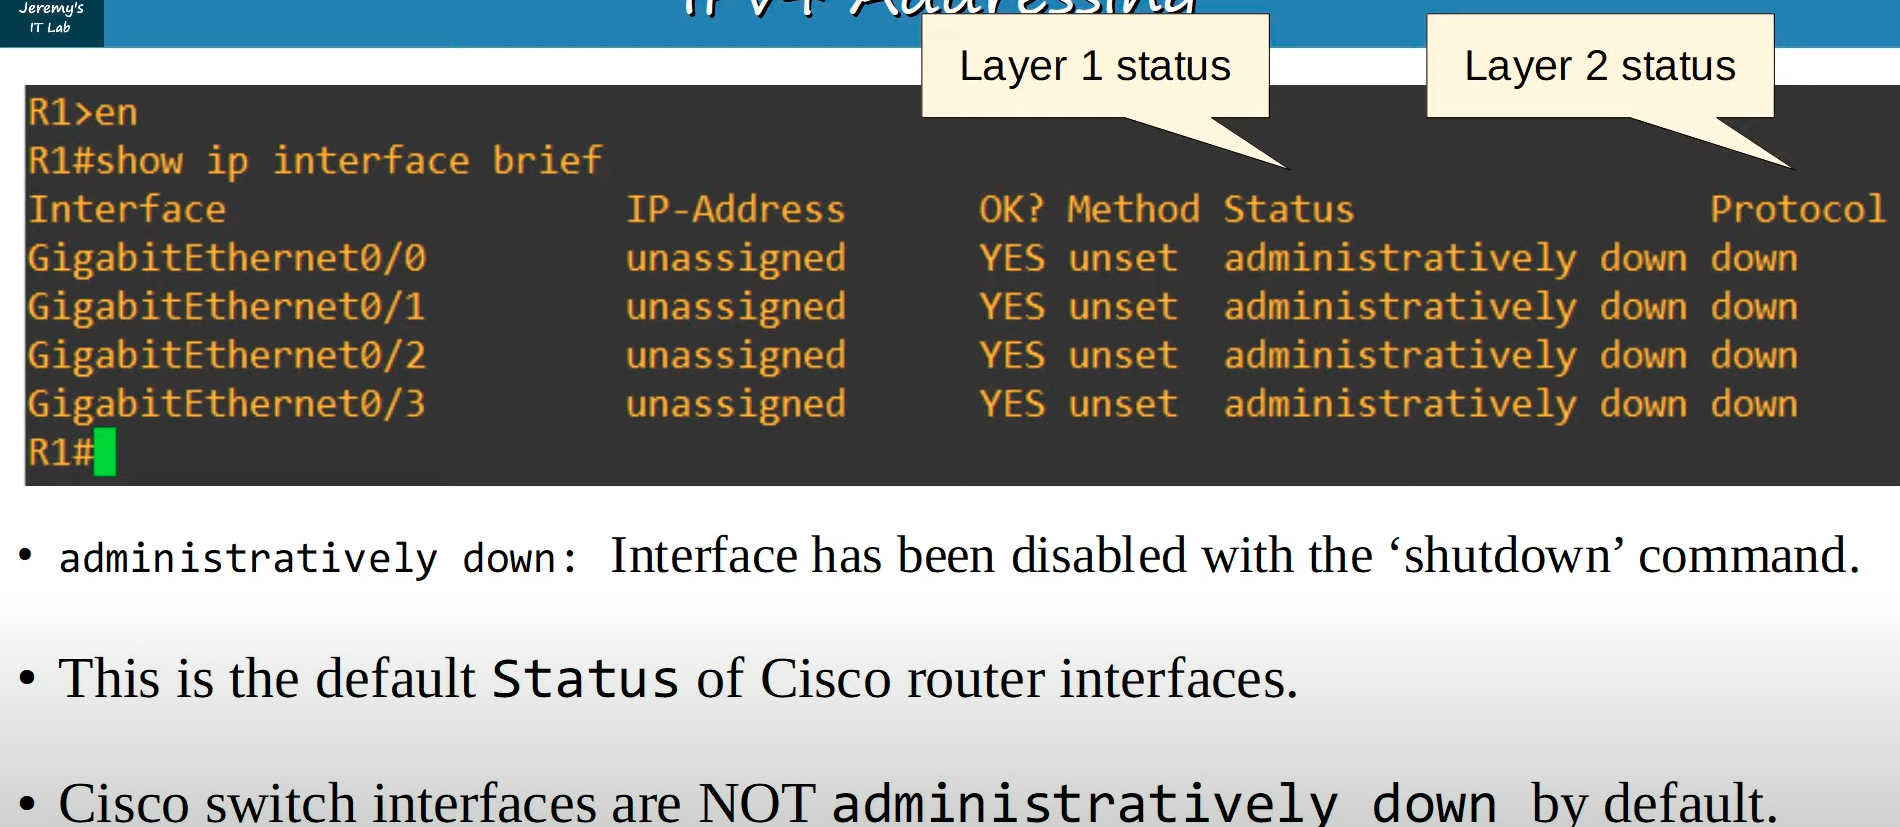 Jeremy's
IT Lab
IPv4 Addressing
Layer 1 status
Layer 2 status
R1>en
R1#show ip interface brief
Interface IP-Address OK? Method Status Protocol
GigabitEthernet0/0 unassigned YES unset administratively down down
GigabitEthernet0/1 unassigned YES unset administratively down down
GigabitEthernet0/2 unassigned YES unset administratively down down
GigabitEthernet0/3 unassigned YES unset administratively down down
R1#
• administratively down: Interface has been disabled with the ‘shutdown’ command.
• This is the default Status of Cisco router interfaces.
• Cisco switch interfaces are NOT administratively down by default.